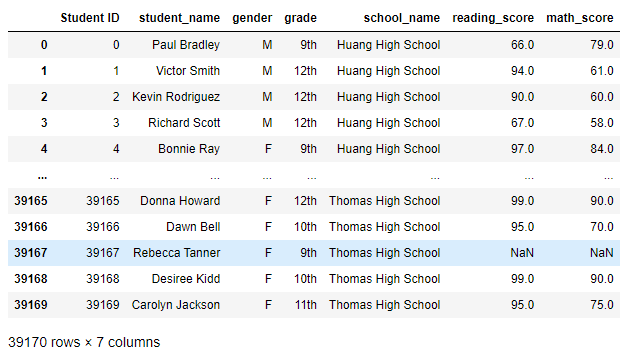 Student ID student_name gender grade school_name reading_score math_score
0 0 Paul Bradley M 9th Huang High School 66.0 79.0
1 1 Victor Smith M 12th Huang High School 94.0 61.0
2 2 Kevin Rodriguez M 12th Huang High School 90.0 60.0
3 3 Richard Scott M 12th Huang High School 67.0 58.0
4 4 Bonnie Ray F 9th Huang High School 97.0 84.0
... ... ... ... ... ... ... ...
39165 39165 Donna Howard F 12th Thomas High School 99.0 90.0
39166 39166 Dawn Bell F 10th Thomas High School 95.0 70.0
39167 39167 Rebecca Tanner F 9th Thomas High School NaN NaN
39168 39168 Desiree Kidd F 10th Thomas High School 99.0 90.0
39169 39169 Carolyn Jackson F 11th Thomas High School 95.0 75.0
39170 rows × 7 columns